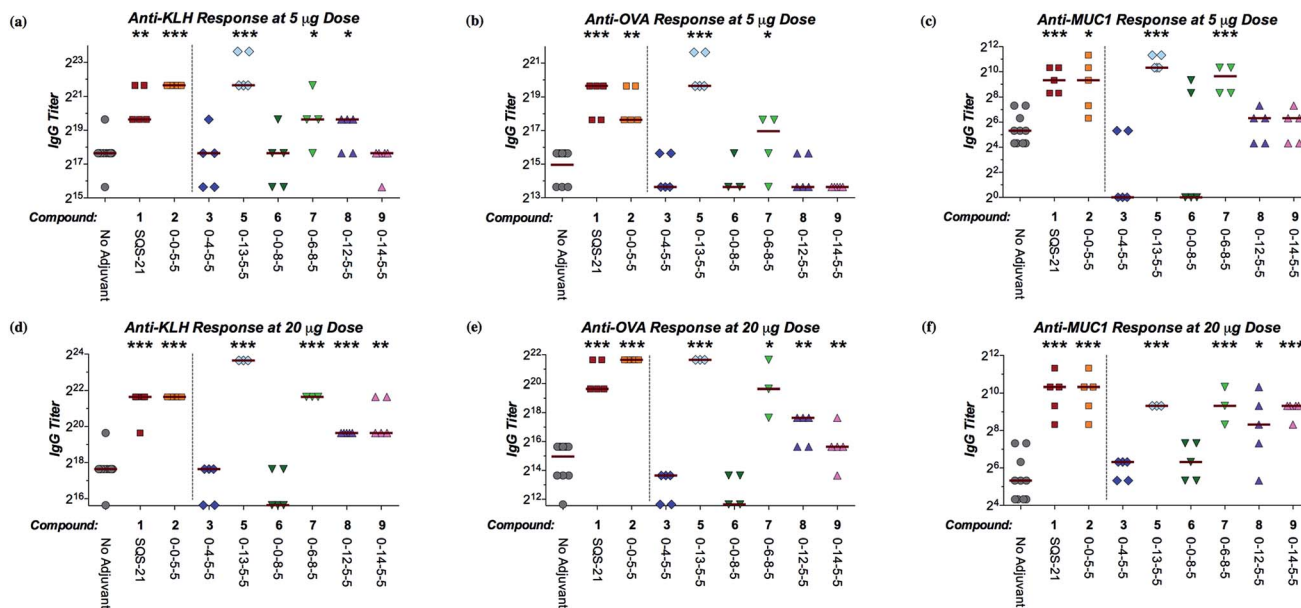 (a) Anti-KLH Response at 5 μg Dose
** *** *** * *
IgG Titer
2^23
2^21
2^19
2^17
2^15
Compound: 1 2 3 5 6 7 8 9
No Adjuvant
SQS-21
0-0-5-5
0-4-5-5
0-13-5-5
0-0-8-5
0-6-8-5
0-12-5-5
0-14-5-5
(b) Anti-OVA Response at 5 μg Dose
*** ** *** *
IgG Titer
2^21
2^19
2^17
2^15
2^13
Compound: 1 2 3 5 6 7 8 9
No Adjuvant
SQS-21
0-0-5-5
0-4-5-5
0-13-5-5
0-0-8-5
0-6-8-5
0-12-5-5
0-14-5-5
(c) Anti-MUC1 Response at 5 μg Dose
*** * *** ***
IgG Titer
2^12
2^10
2^8
2^6
2^4
2^2
2^0
Compound: 1 2 3 5 6 7 8 9
No Adjuvant
SQS-21
0-0-5-5
0-4-5-5
0-13-5-5
0-0-8-5
0-6-8-5
0-12-5-5
0-14-5-5
(d) Anti-KLH Response at 20 μg Dose
*** *** *** *** *** **
IgG Titer
2^24
2^22
2^20
2^18
2^16
Compound: 1 2 3 5 6 7 8 9
No Adjuvant
SQS-21
0-0-5-5
0-4-5-5
0-13-5-5
0-0-8-5
0-6-8-5
0-12-5-5
0-14-5-5
(e) Anti-OVA Response at 20 μg Dose
*** *** *** * ** **
IgG Titer
2^22
2^20
2^18
2^16
2^14
2^12
Compound: 1 2 3 5 6 7 8 9
No Adjuvant
SQS-21
0-0-5-5
0-4-5-5
0-13-5-5
0-0-8-5
0-6-8-5
0-12-5-5
0-14-5-5
(f) Anti-MUC1 Response at 20 μg Dose
*** *** *** *** * ***
IgG Titer
2^12
2^10
2^8
2^6
2^4
Compound: 1 2 3 5 6 7 8 9
No Adjuvant
SQS-21
0-0-5-5
0-4-5-5
0-13-5-5
0-0-8-5
0-6-8-5
0-12-5-5
0-14-5-5